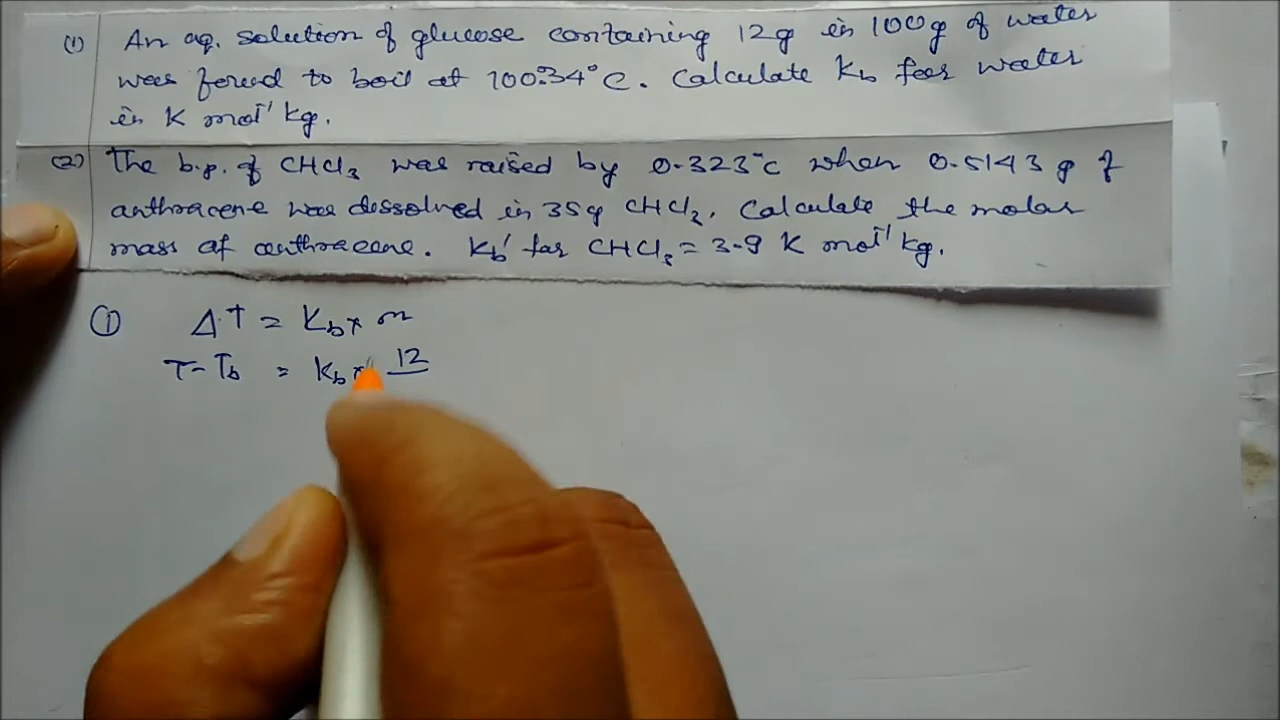 (1) An aq. solution of glucose containing 12g in 100g of water
was found to boil at 100.34°C. Calculate Kb for water
in K mol⁻¹ kg.
(2) The b.p. of CHCl₃ was raised by 0.323°C when 0.5143 g of
anthracene was dissolved in 35g CHCl₃. Calculate the molar
mass of anthracene. Kb' for CHCl₃ = 3.9 K mol⁻¹ kg.
① ΔT = Kb × m
T - Tb = Kb × 12